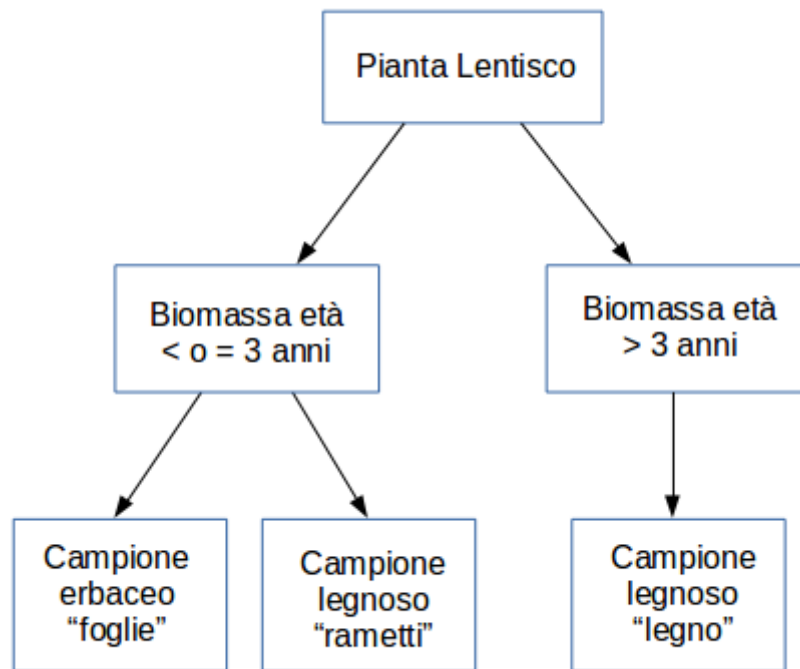 Pianta Lentisco
Biomassa età
< o = 3 anni
Biomassa età
> 3 anni
Campione
erbaceo
“foglie”
Campione
legnoso
“rametti”
Campione
legnoso
“legno”